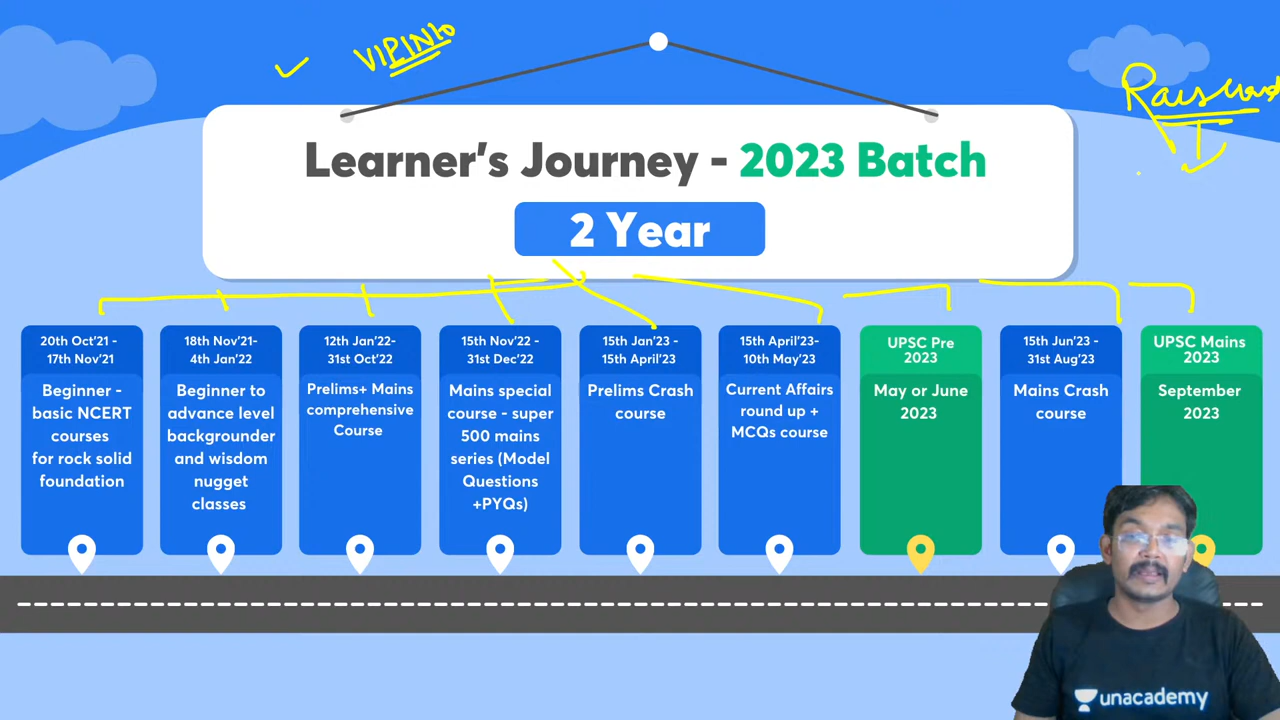 VIPIN10
Learner's Journey - 2023 Batch
2 Year
20th Oct'21 -
17th Nov'21
Beginner -
basic NCERT
courses
for rock solid
foundation
18th Nov'21-
4th Jan'22
Beginner to
advance level
backgrounder
and wisdom
nugget
classes
12th Jan'22-
31st Oct'22
Prelims+ Mains
comprehensive
Course
15th Nov'22 -
31st Dec'22
Mains special
course - super
500 mains
series (Model
Questions
+PYQs)
15th Jan'23 -
15th April'23
Prelims Crash
course
15th April'23-
10th May'23
Current Affairs
round up +
MCQs course
UPSC Pre
2023
May or June
2023
15th Jun'23 -
31st Aug'23
Mains Crash
course
UPSC Mains
2023
September
2023
unacademy